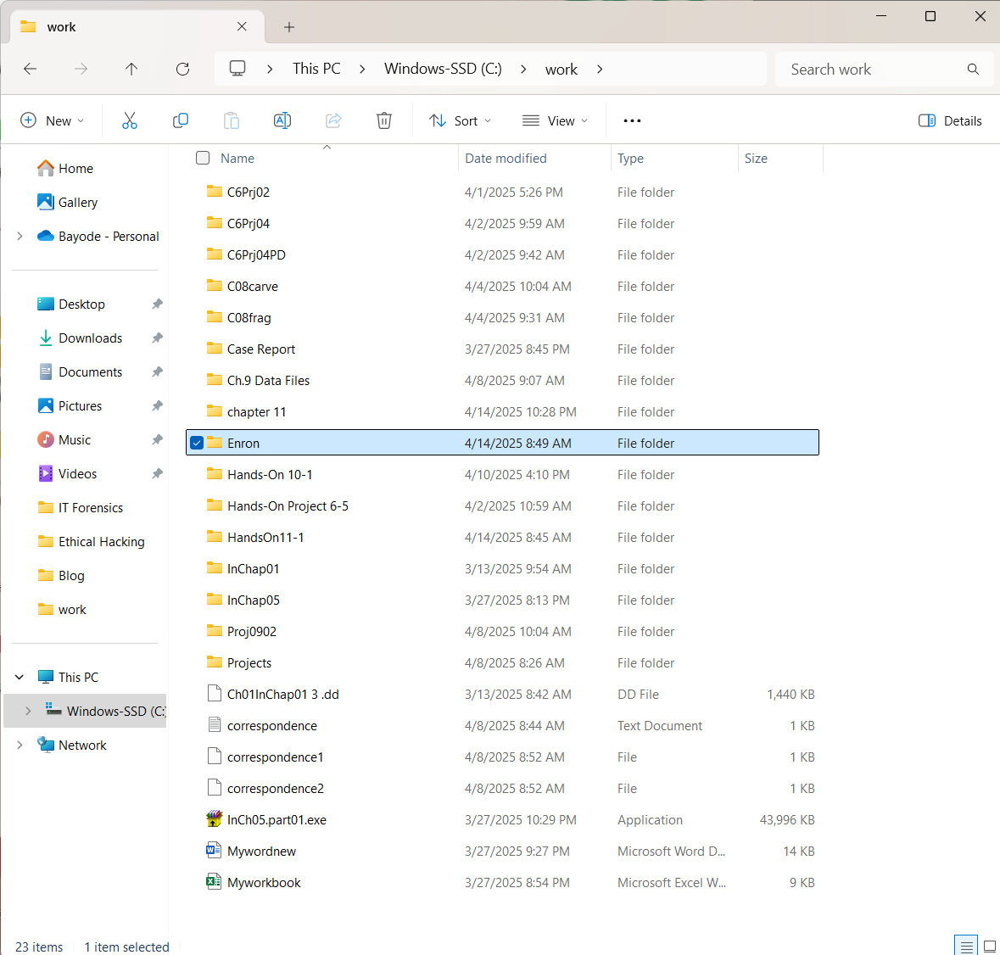 work
This PC
Windows-SSD (C:)
work
Search work
New
Sort
View
Details
Name Date modified Type Size
Home
Gallery
Bayode - Personal
Desktop
Downloads
Documents
Pictures
Music
Videos
IT Forensics
Ethical Hacking
Blog
work
This PC
Windows-SSD (C:
Network
C6Prj02 4/1/2025 5:26 PM File folder
C6Prj04 4/2/2025 9:59 AM File folder
C6Prj04PD 4/2/2025 9:42 AM File folder
C08carve 4/4/2025 10:04 AM File folder
C08frag 4/4/2025 9:31 AM File folder
Case Report 3/27/2025 8:45 PM File folder
Ch.9 Data Files 4/8/2025 9:07 AM File folder
chapter 11 4/14/2025 10:28 PM File folder
Enron 4/14/2025 8:49 AM File folder
Hands-On 10-1 4/10/2025 4:10 PM File folder
Hands-On Project 6-5 4/2/2025 10:59 AM File folder
HandsOn11-1 4/14/2025 8:45 AM File folder
InChap01 3/13/2025 9:54 AM File folder
InChap05 3/27/2025 8:13 PM File folder
Proj0902 4/8/2025 10:04 AM File folder
Projects 4/8/2025 8:26 AM File folder
Ch01InChap01 3 .dd 3/13/2025 8:42 AM DD File 1,440 KB
correspondence 4/8/2025 8:44 AM Text Document 1 KB
correspondence1 4/8/2025 8:52 AM File 1 KB
correspondence2 4/8/2025 8:52 AM File 1 KB
InCh05.part01.exe 3/27/2025 10:29 PM Application 43,996 KB
Mywordnew 3/27/2025 9:27 PM Microsoft Word D... 14 KB
Myworkbook 3/27/2025 8:54 PM Microsoft Excel W... 9 KB
23 items 1 item selected